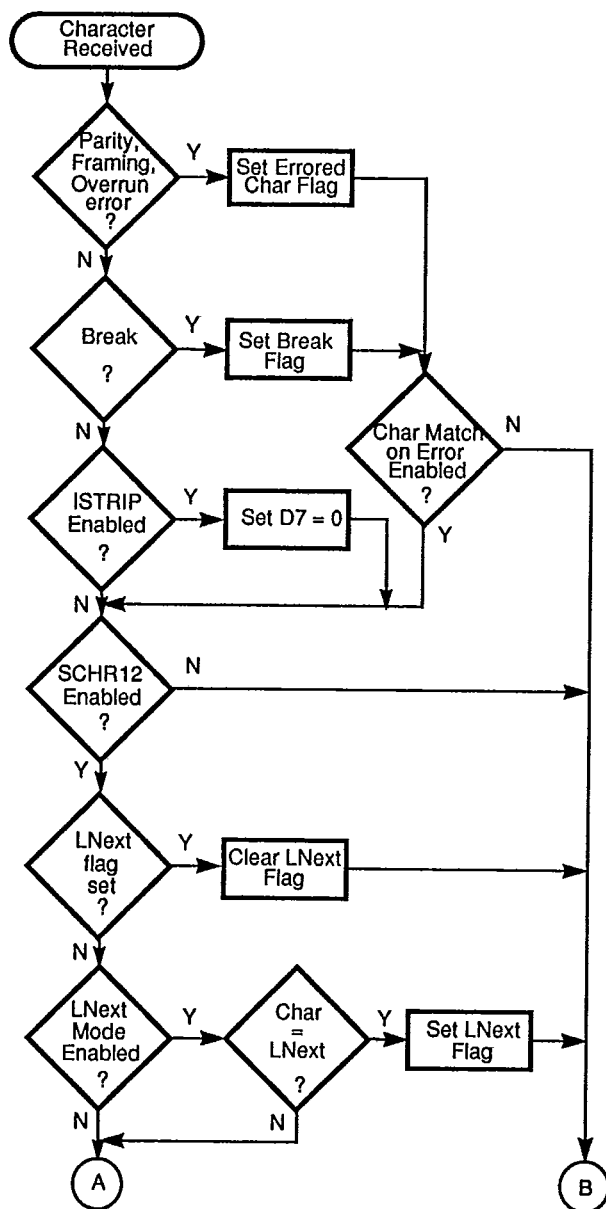 Character
Received
Parity,
Framing,
Overrun
error
?
Y
Set Errored
Char Flag
N
Break
?
Y
Set Break
Flag
N
Char Match
on Error
Enabled
?
N
Y
ISTRIP
Enabled
?
Y
Set D7 = 0
N
SCHR12
Enabled
?
N
Y
LNext
flag
set
?
Y
Clear LNext
Flag
N
LNext
Mode
Enabled
?
Y
Char
=
LNext
?
Y
Set LNext
Flag
N
N
A
B